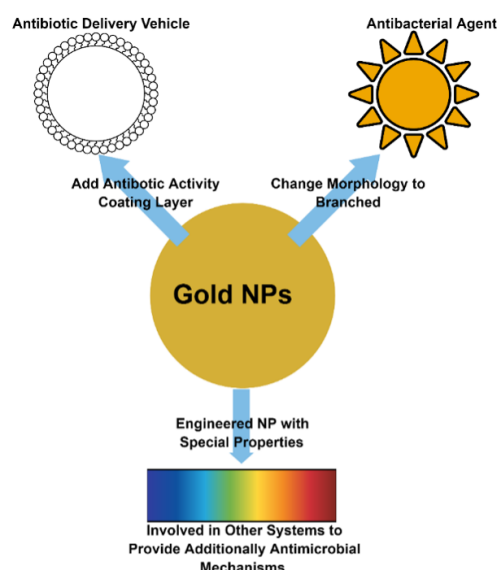 Antibiotic Delivery Vehicle
Antibacterial Agent
Add Antibotic Activity
Coating Layer
Change Morphology to
Branched
Gold NPs
Engineered NP with
Special Properties
Involved in Other Systems to
Provide Additionally Antimicrobial
Mechanisms